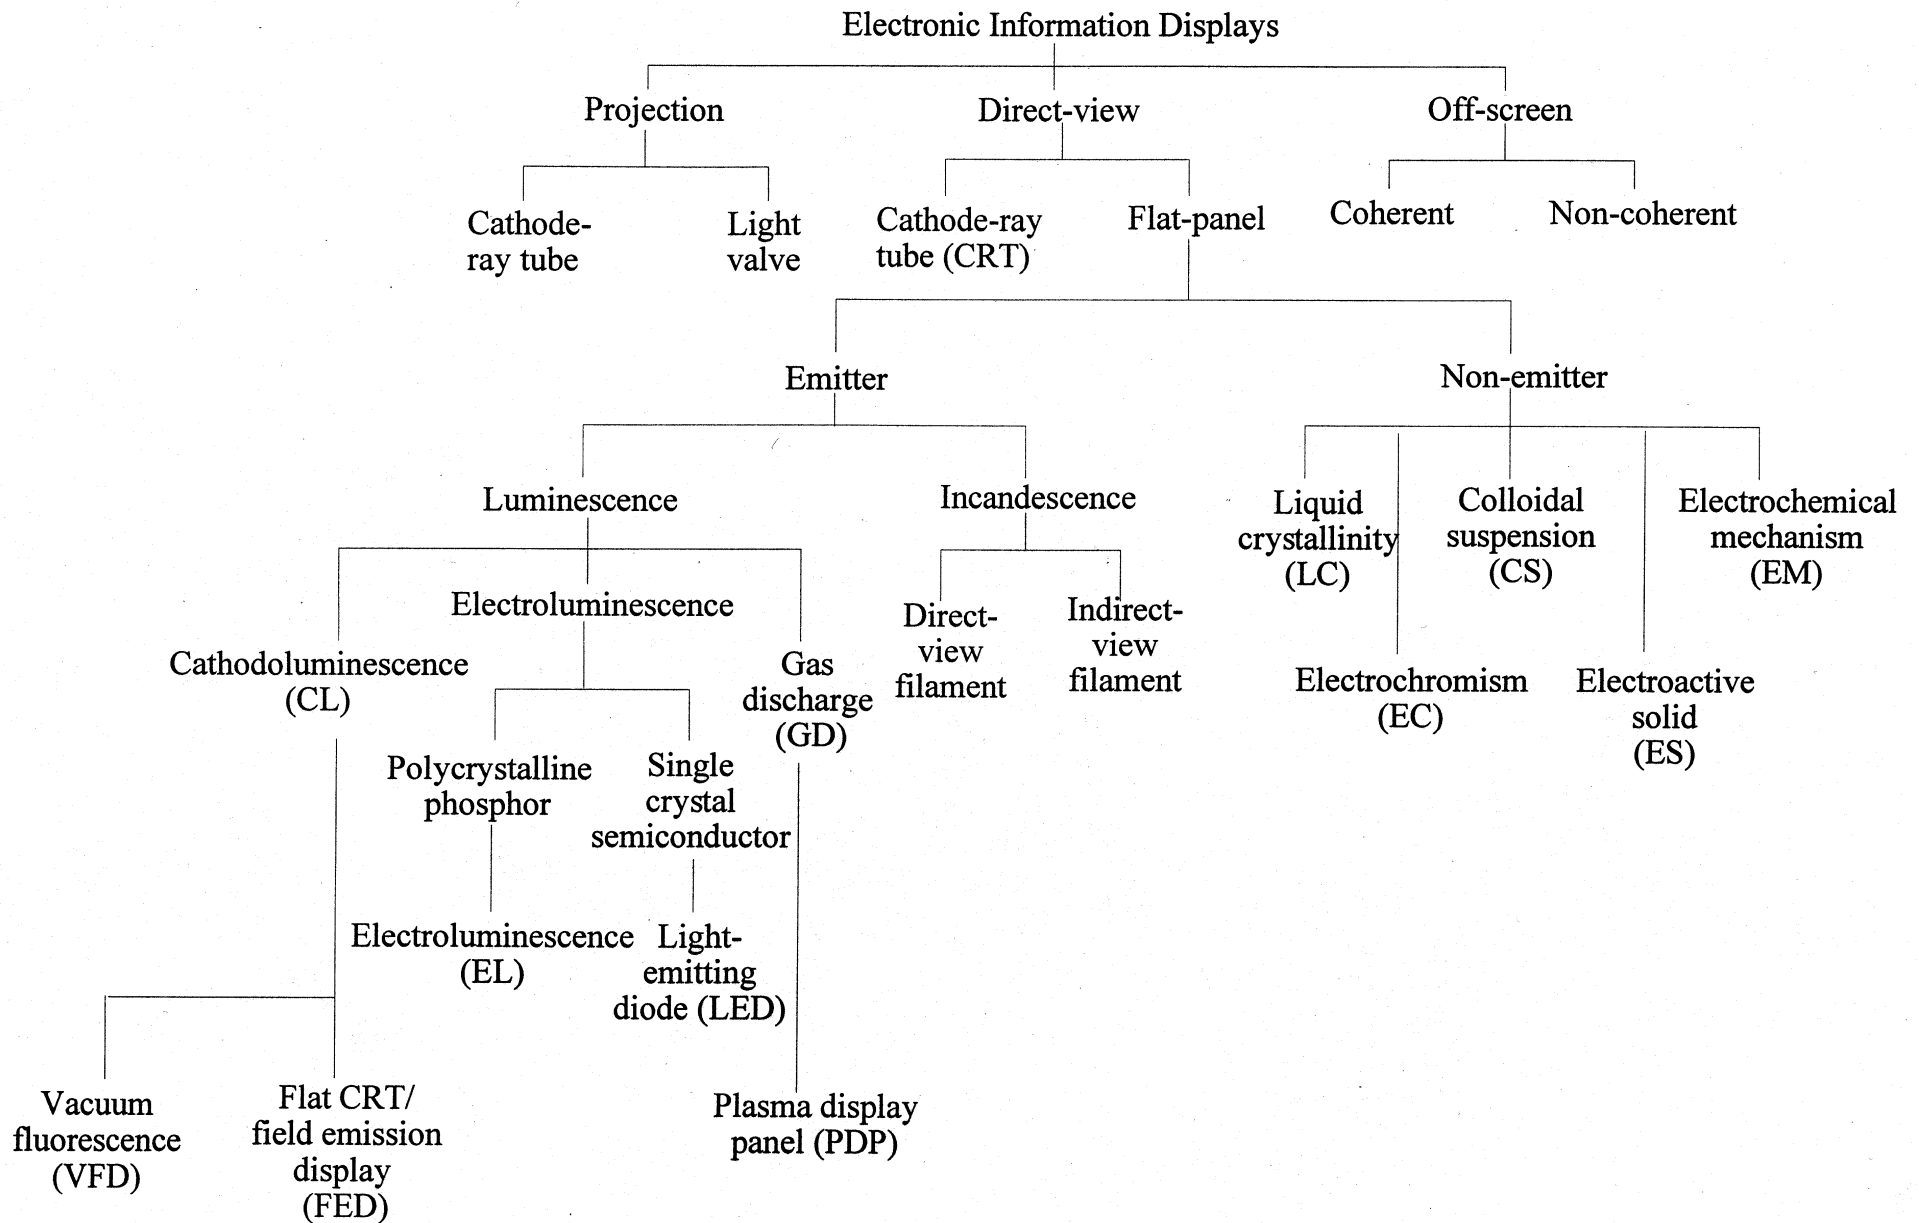 Electronic Information Displays
Projection
Direct-view
Off-screen
Cathode-
ray tube
Light
valve
Cathode-ray
tube (CRT)
Flat-panel
Coherent
Non-coherent
Emitter
Non-emitter
Luminescence
Incandescence
Liquid
crystallinity
(LC)
Colloidal
suspension
(CS)
Electrochemical
mechanism
(EM)
Electroluminescence
Direct-
view
filament
Indirect-
view
filament
Cathodoluminescence
(CL)
Gas
discharge
(GD)
Electrochromism
(EC)
Electroactive
solid
(ES)
Polycrystalline
phosphor
Single
crystal
semiconductor
Electroluminescence
(EL)
Light-
emitting
diode (LED)
Vacuum
fluorescence
(VFD)
Flat CRT/
field emission
display
(FED)
Plasma display
panel (PDP)